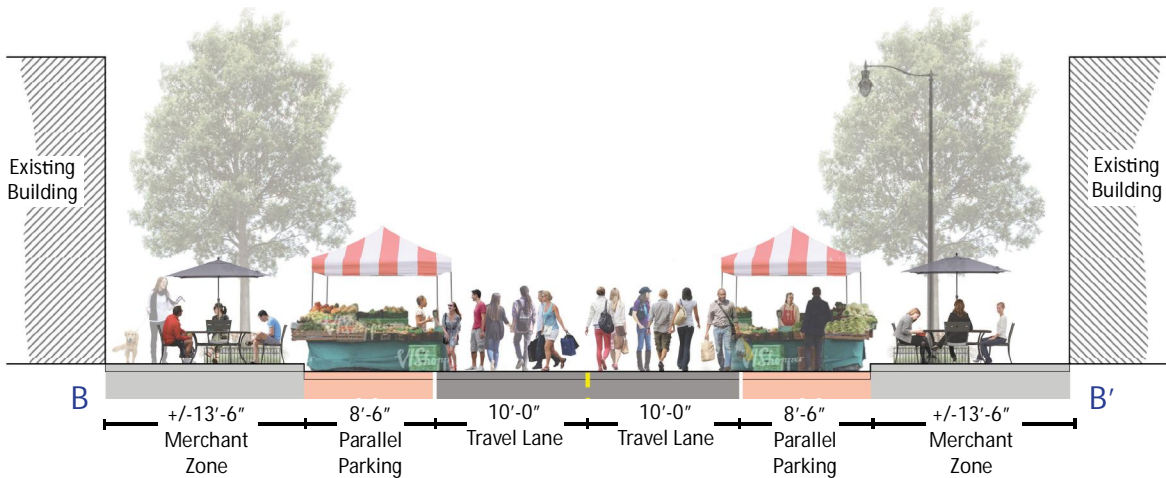 Existing
Building
Existing
Building
B
B'
+/-13'-6"
Merchant
Zone
8'-6"
Parallel
Parking
10'-0"
Travel Lane
10'-0"
Travel Lane
8'-6"
Parallel
Parking
+/-13'-6"
Merchant
Zone